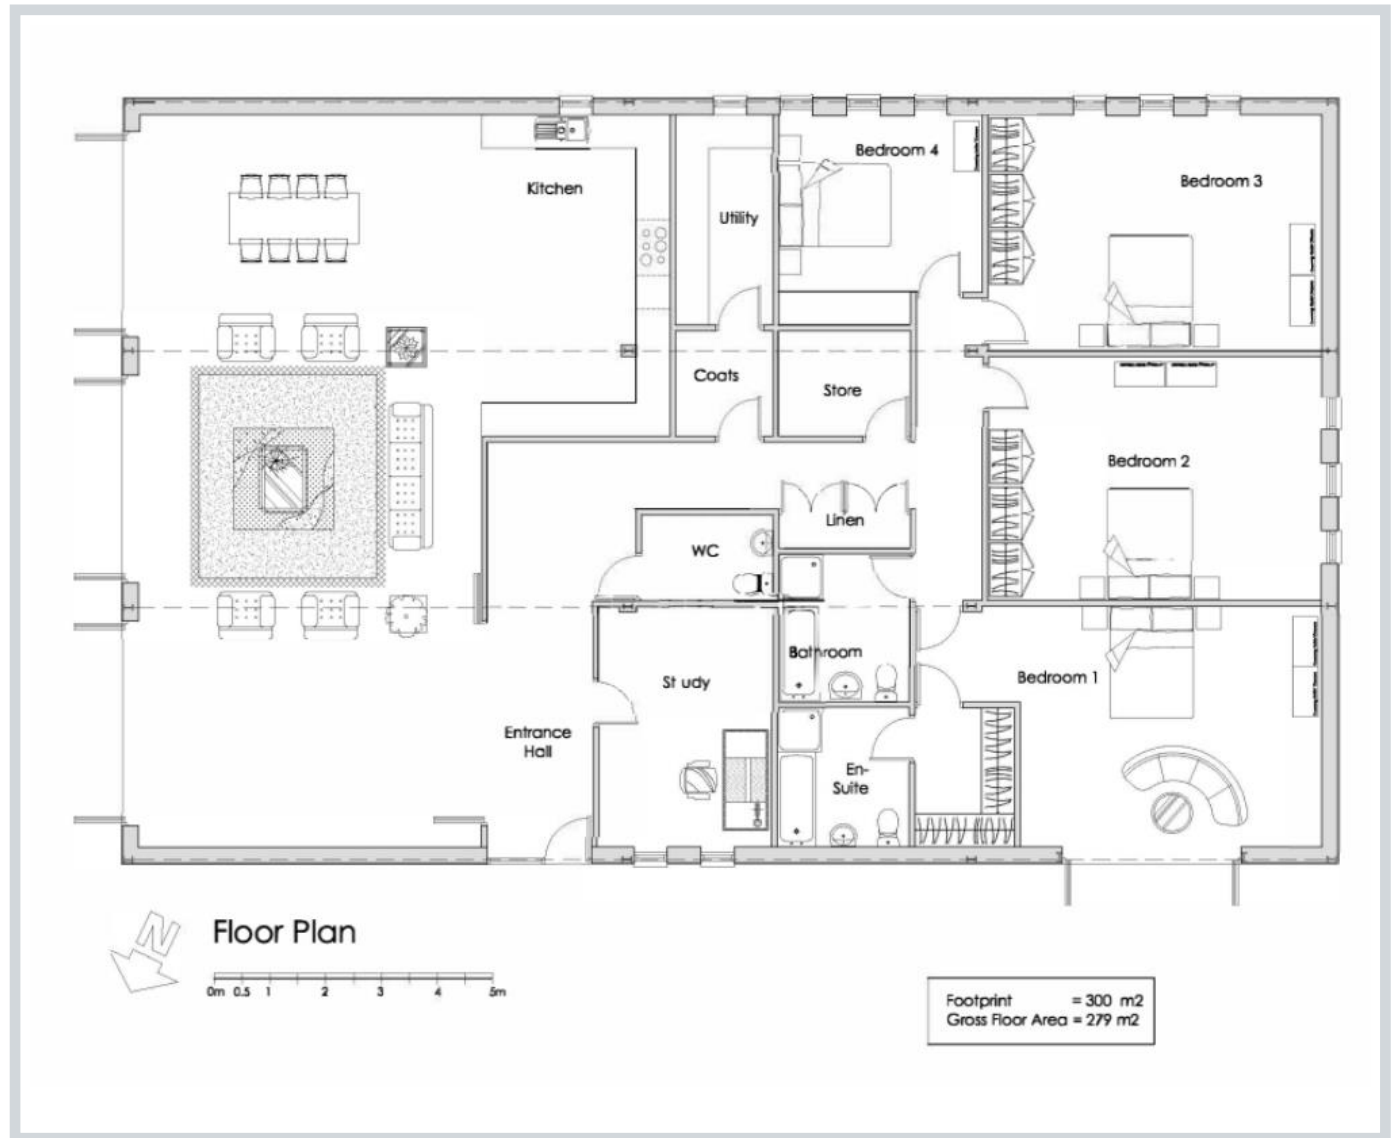 Bedroom 4
Bedroom 3
Kitchen
Utility
Coats
Store
Bedroom 2
Linen
WC
Bathroom
St udy
Bedroom 1
Entrance
Hall
En-
Suite
N
Floor Plan
0m 0.5 1 2 3 4 5m
Footprint = 300 m2
Gross Floor Area = 279 m2